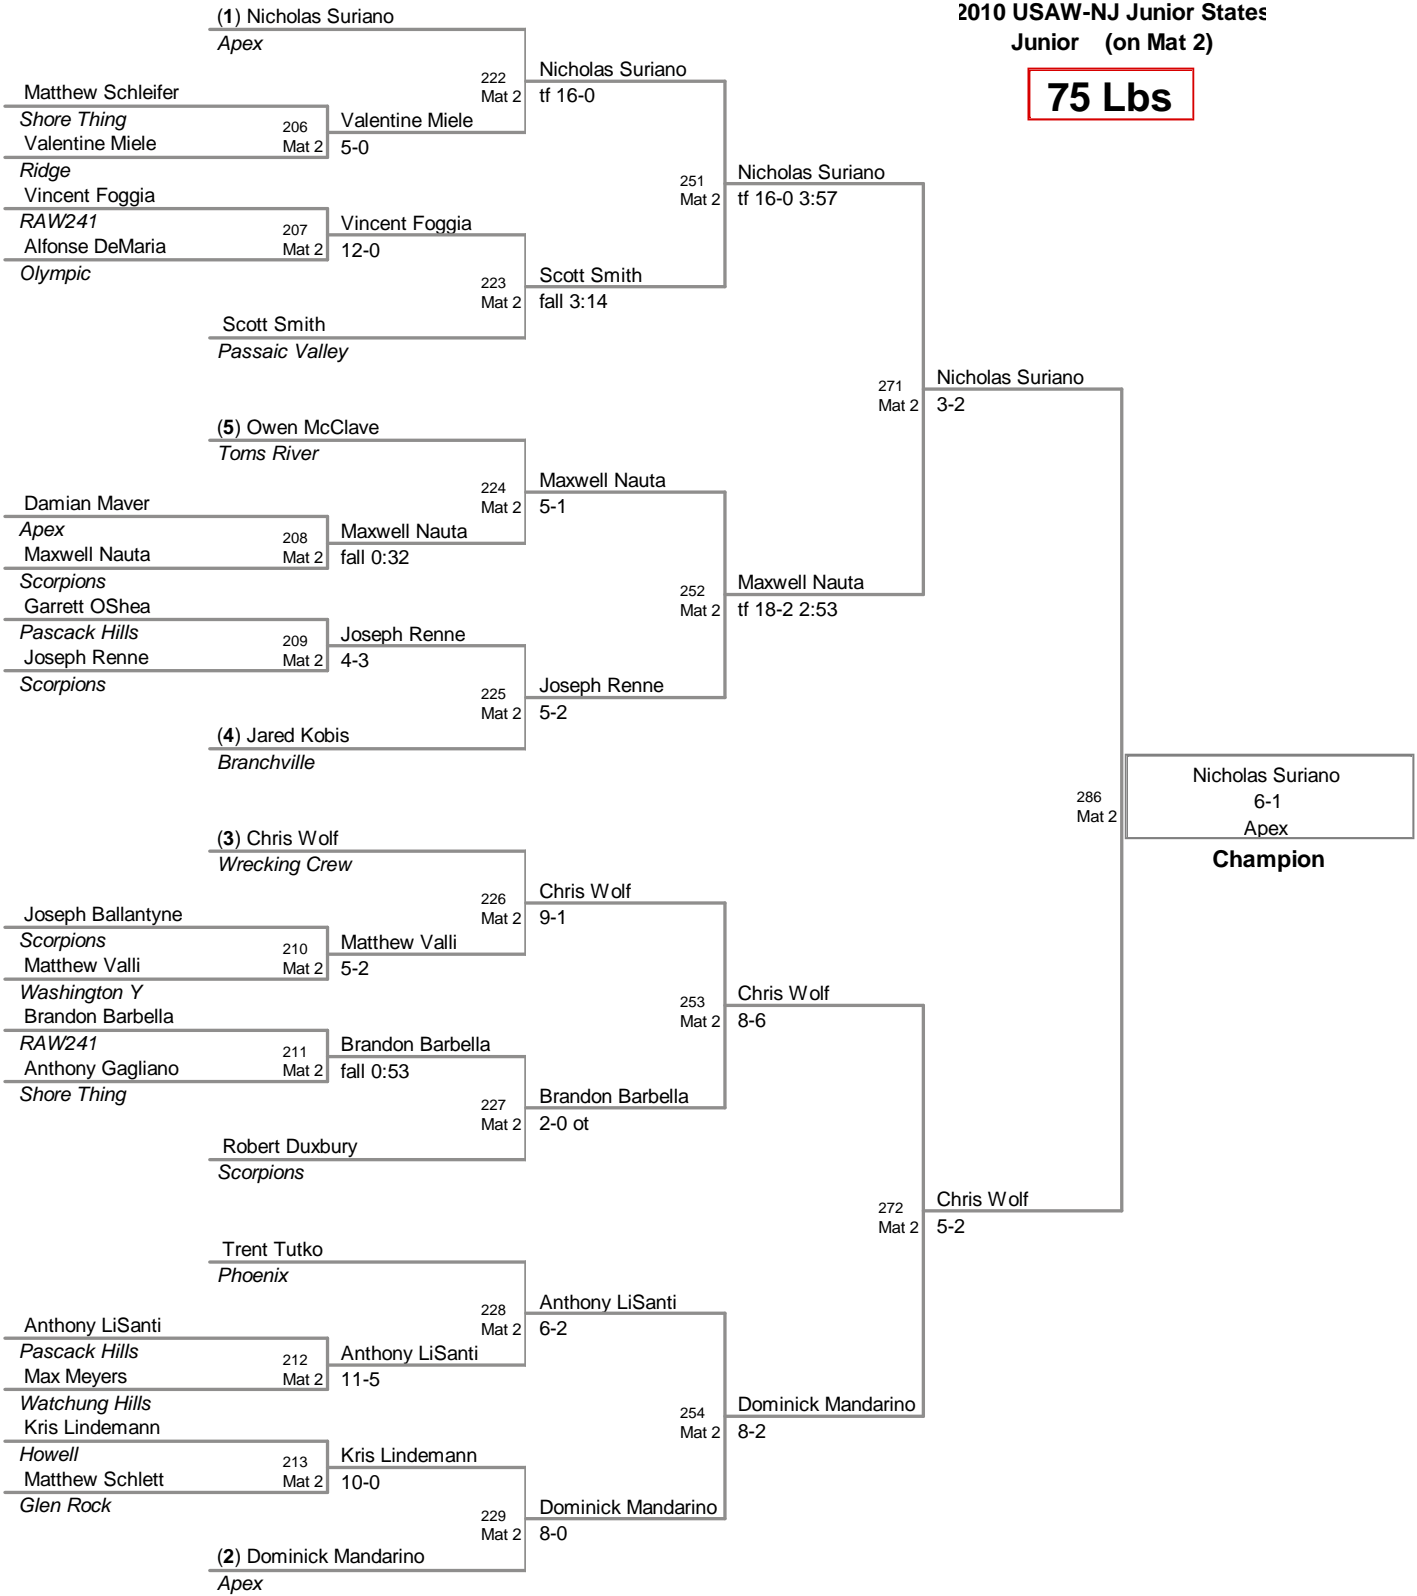 2010 USAW-NJ Junior States
Junior (on Mat 2)
75 Lbs
(1) Nicholas Suriano
Apex
222
Mat 2
Nicholas Suriano
tf 16-0
Matthew Schleifer
Shore Thing
206
Mat 2
Valentine Miele
5-0
Valentine Miele
Ridge
251
Mat 2
Nicholas Suriano
tf 16-0 3:57
Vincent Foggia
RAW241
207
Mat 2
Vincent Foggia
12-0
Alfonse DeMaria
Olympic
223
Mat 2
Scott Smith
fall 3:14
Scott Smith
Passaic Valley
271
Mat 2
Nicholas Suriano
3-2
(5) Owen McClave
Toms River
224
Mat 2
Maxwell Nauta
5-1
Damian Maver
Apex
208
Mat 2
Maxwell Nauta
fall 0:32
Maxwell Nauta
Scorpions
252
Mat 2
Maxwell Nauta
tf 18-2 2:53
Garrett OShea
Pascack Hills
209
Mat 2
Joseph Renne
4-3
Joseph Renne
Scorpions
225
Mat 2
Joseph Renne
5-2
(4) Jared Kobis
Branchville
286
Mat 2
Nicholas Suriano
6-1
Apex
Champion
(3) Chris Wolf
Wrecking Crew
226
Mat 2
Chris Wolf
9-1
Joseph Ballantyne
Scorpions
210
Mat 2
Matthew Valli
5-2
Matthew Valli
Washington Y
253
Mat 2
Chris Wolf
8-6
Brandon Barbella
RAW241
211
Mat 2
Brandon Barbella
fall 0:53
Anthony Gagliano
Shore Thing
227
Mat 2
Brandon Barbella
2-0 ot
Robert Duxbury
Scorpions
272
Mat 2
Chris Wolf
5-2
Trent Tutko
Phoenix
228
Mat 2
Anthony LiSanti
6-2
Anthony LiSanti
Pascack Hills
212
Mat 2
Anthony LiSanti
11-5
Max Meyers
Watchung Hills
254
Mat 2
Dominick Mandarino
8-2
Kris Lindemann
Howell
213
Mat 2
Kris Lindemann
10-0
Matthew Schlett
Glen Rock
229
Mat 2
Dominick Mandarino
8-0
(2) Dominick Mandarino
Apex